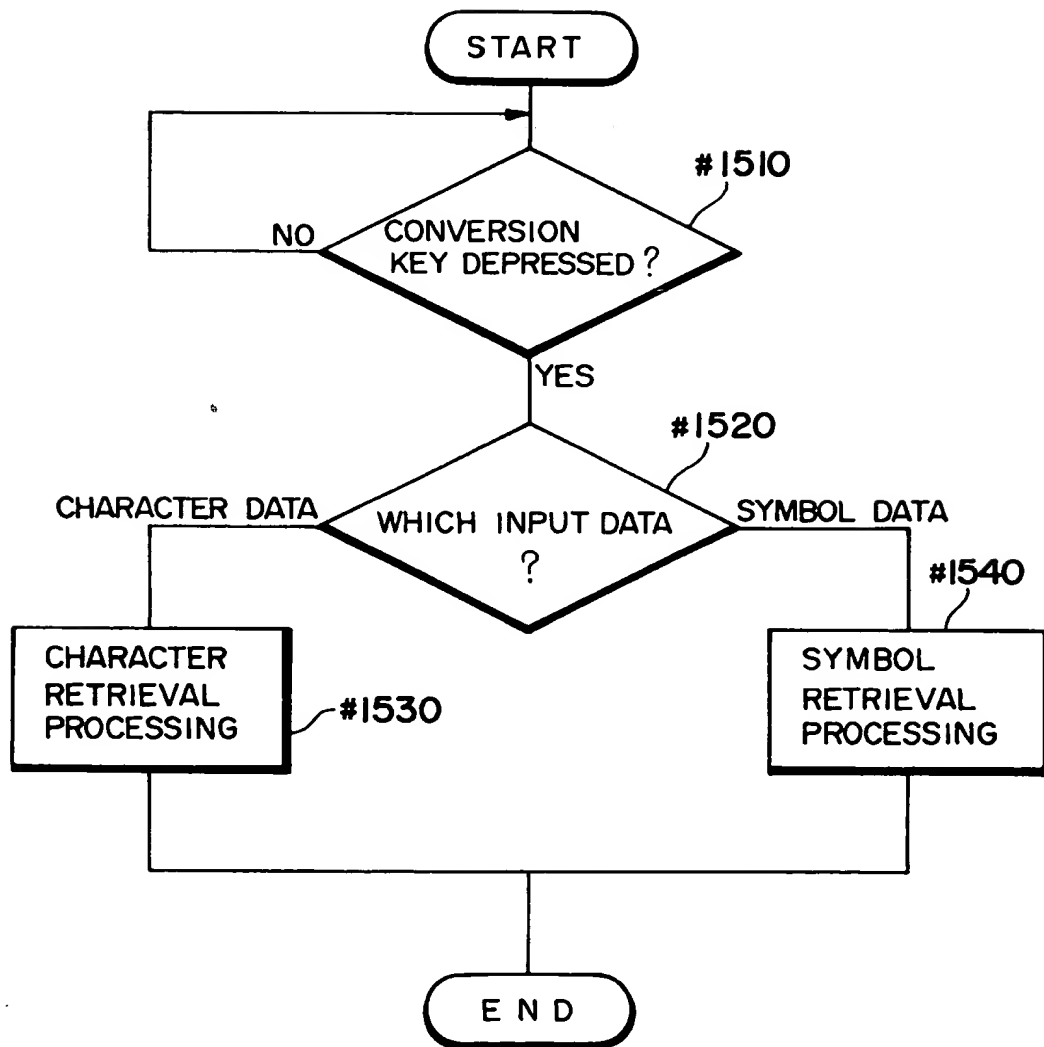 START
#1510
NO
CONVERSION
KEY DEPRESSED ?
YES
#1520
CHARACTER DATA
WHICH INPUT DATA
?
SYMBOL DATA
#1540
CHARACTER
RETRIEVAL
PROCESSING
#1530
SYMBOL
RETRIEVAL
PROCESSING
END